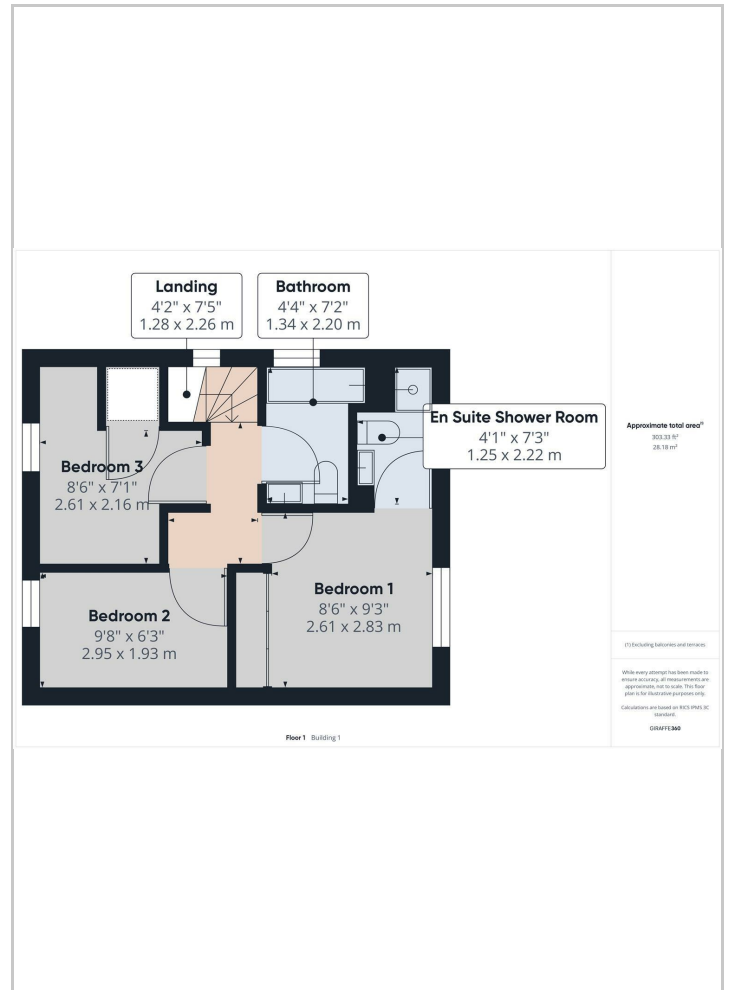 Landing
4'2" x 7'5"
1.28 x 2.26 m
Bathroom
4'4" x 7'2"
1.34 x 2.20 m
En Suite Shower Room
4'1" x 7'3"
1.25 x 2.22 m
Bedroom 3
8'6" x 7'1"
2.61 x 2.16 m
Bedroom 2
9'8" x 6'3"
2.95 x 1.93 m
Bedroom 1
8'6" x 9'3"
2.61 x 2.83 m
Floor 1 Building 1
Approximate total area⁽¹⁾
303.33 ft²
28.18 m²
(1) Excluding balconies and terraces.
While every attempt has been made to
ensure accuracy, all measurements are
approximate, not to scale. This floor
plan is for illustrative purposes only.
Calculations are based on RICS IPMS 3C
standard.
GIRAFFE360